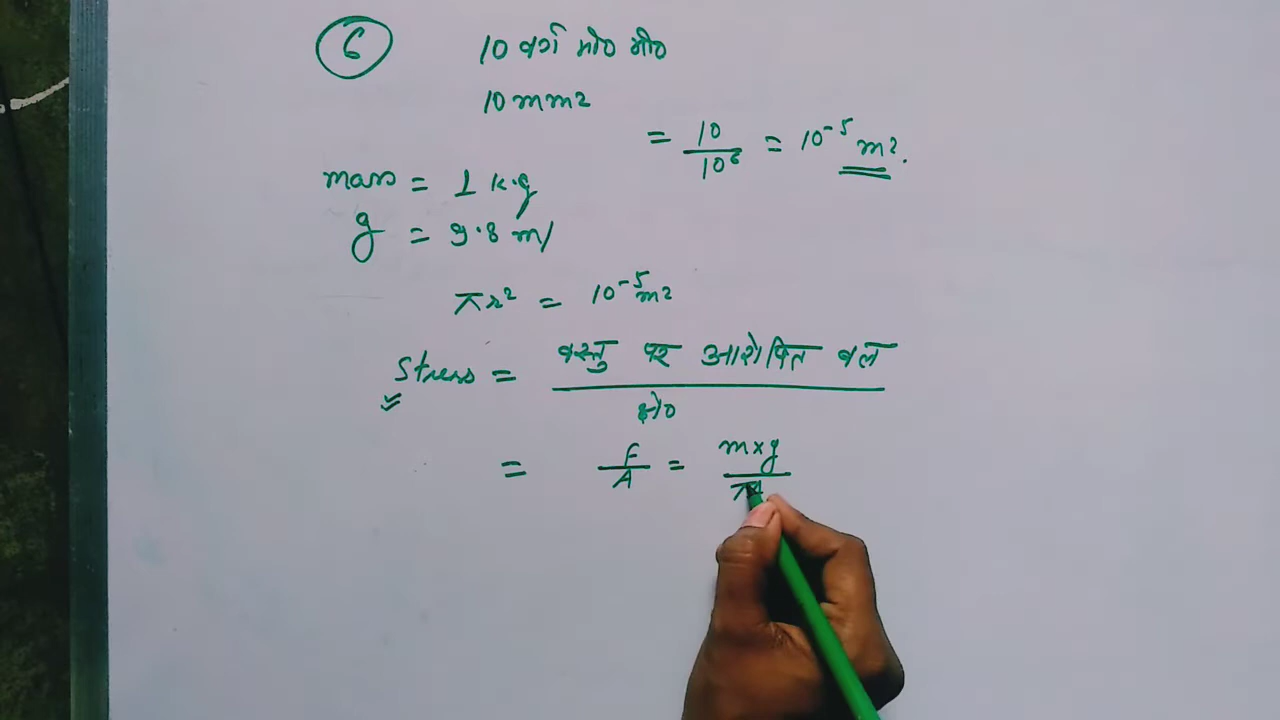 6 10 वर्ग मी० मी०
10 mm2
= 10/10⁶ = 10⁻⁵ m2.
mass = 1 k.g
g = 9.8 m/
πr² = 10⁻⁵ m2
Stress = वस्तु पर आरोपित बल / क्षे०
= F/A = m×g/π